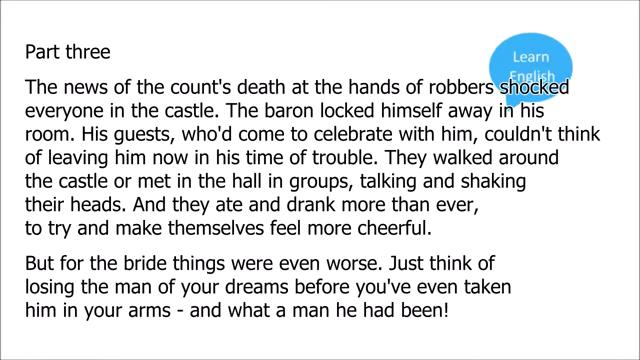 Part three
Learn
English
The news of the count's death at the hands of robbers shocked
everyone in the castle. The baron locked himself away in his
room. His guests, who'd come to celebrate with him, couldn't think
of leaving him now in his time of trouble. They walked around
the castle or met in the hall in groups, talking and shaking
their heads. And they ate and drank more than ever,
to try and make themselves feel more cheerful.
But for the bride things were even worse. Just think of
losing the man of your dreams before you've even taken
him in your arms - and what a man he had been!